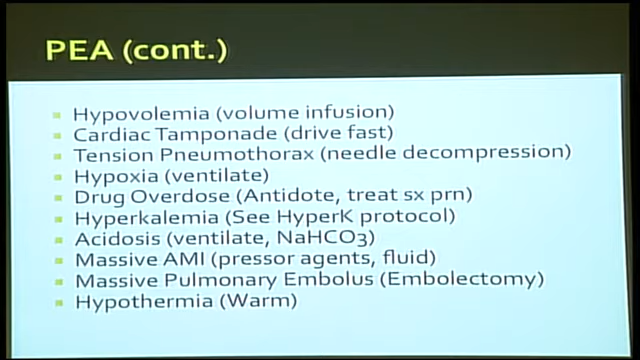 PEA (cont.)
Hypovolemia (volume infusion)
Cardiac Tamponade (drive fast)
Tension Pneumothorax (needle decompression)
Hypoxia (ventilate)
Drug Overdose (Antidote, treat sx prn)
Hyperkalemia (See HyperK protocol)
Acidosis (ventilate, NaHCO3)
Massive AMI (pressor agents, fluid)
Massive Pulmonary Embolus (Embolectomy)
Hypothermia (Warm)